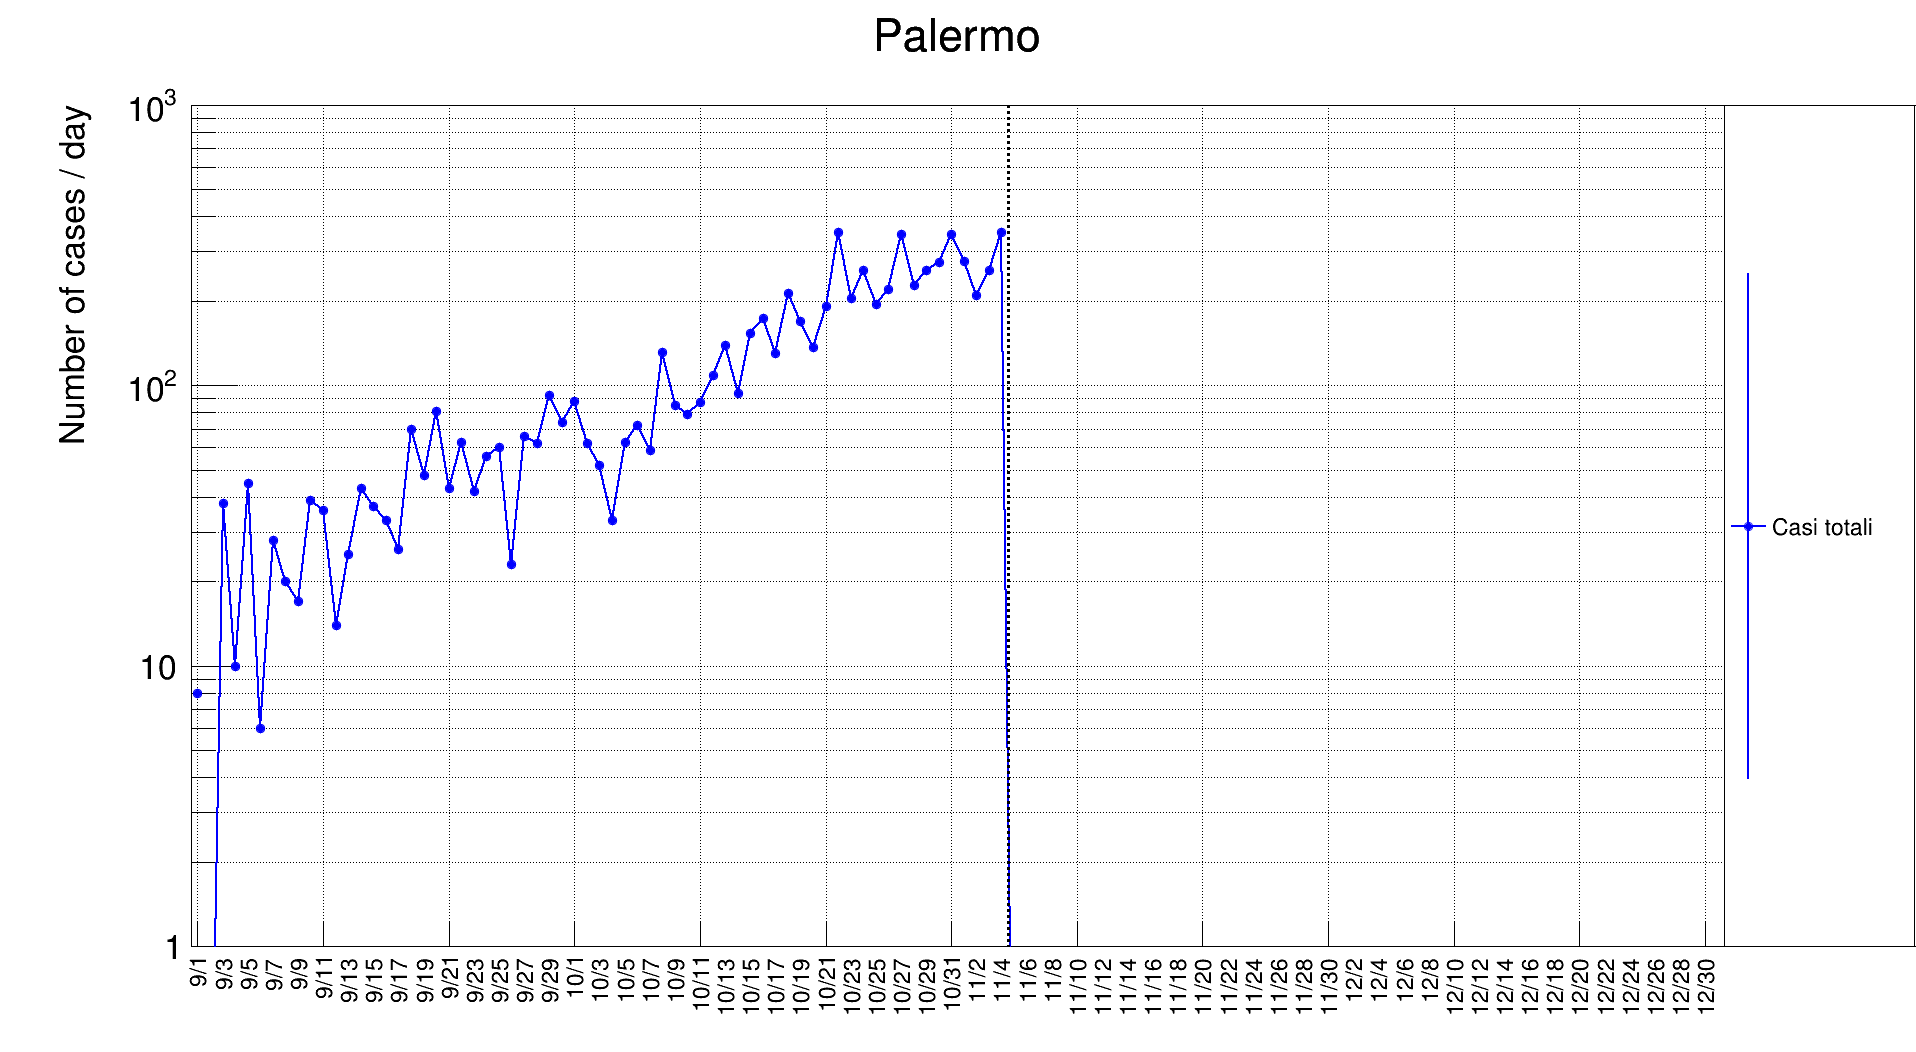 Palermo
Number of cases / day
10³
10²
10
1
9/1 9/3 9/5 9/7 9/9 9/11 9/13 9/15 9/17 9/19 9/21 9/23 9/25 9/27 9/29 10/1 10/3 10/5 10/7 10/9 10/11 10/13 10/15 10/17 10/19 10/21 10/23 10/25 10/27 10/29 10/31 11/2 11/4 11/6 11/8 11/10 11/12 11/14 11/16 11/18 11/20 11/22 11/24 11/26 11/28 11/30 12/2 12/4 12/6 12/8 12/10 12/12 12/14 12/16 12/18 12/20 12/22 12/24 12/26 12/28 12/30
Casi totali